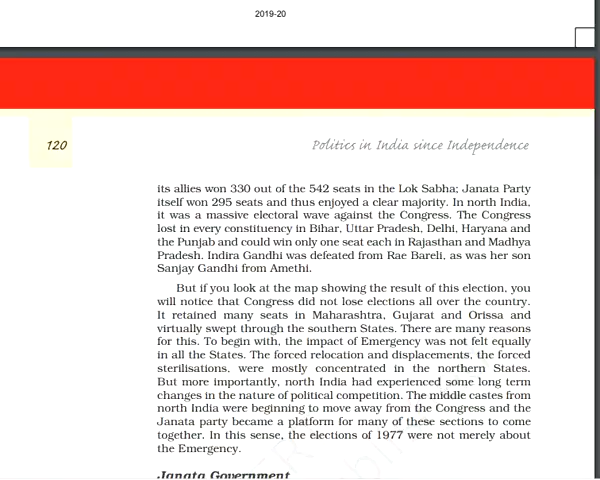 2019-20
120
Politics in India since Independence
its allies won 330 out of the 542 seats in the Lok Sabha; Janata Party
itself won 295 seats and thus enjoyed a clear majority. In north India,
it was a massive electoral wave against the Congress. The Congress
lost in every constituency in Bihar, Uttar Pradesh, Delhi, Haryana and
the Punjab and could win only one seat each in Rajasthan and Madhya
Pradesh. Indira Gandhi was defeated from Rae Bareli, as was her son
Sanjay Gandhi from Amethi.
But if you look at the map showing the result of this election, you
will notice that Congress did not lose elections all over the country.
It retained many seats in Maharashtra, Gujarat and Orissa and
virtually swept through the southern States. There are many reasons
for this. To begin with, the impact of Emergency was not felt equally
in all the States. The forced relocation and displacements, the forced
sterilisations, were mostly concentrated in the northern States.
But more importantly, north India had experienced some long term
changes in the nature of political competition. The middle castes from
north India were beginning to move away from the Congress and the
Janata party became a platform for many of these sections to come
together. In this sense, the elections of 1977 were not merely about
the Emergency.
Janata Government